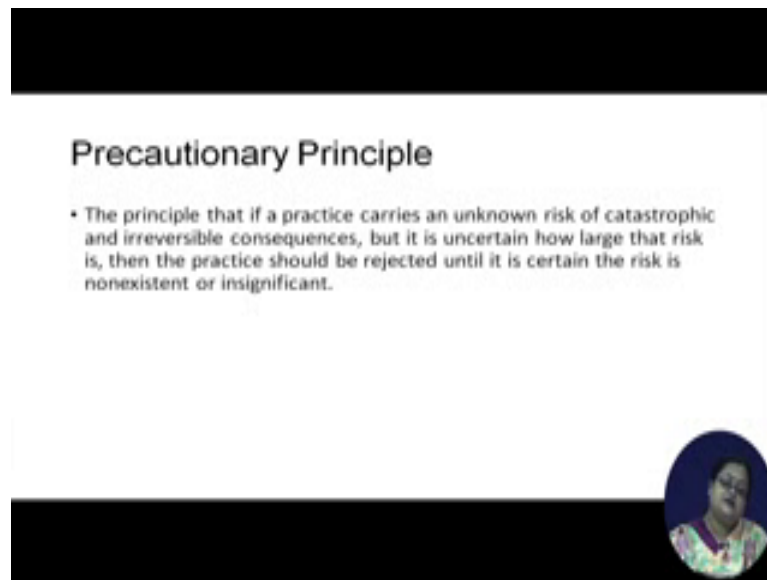 Precautionary Principle
• The principle that if a practice carries an unknown risk of catastrophic
and irreversible consequences, but it is uncertain how large that risk
is, then the practice should be rejected until it is certain the risk is
nonexistent or insignificant.